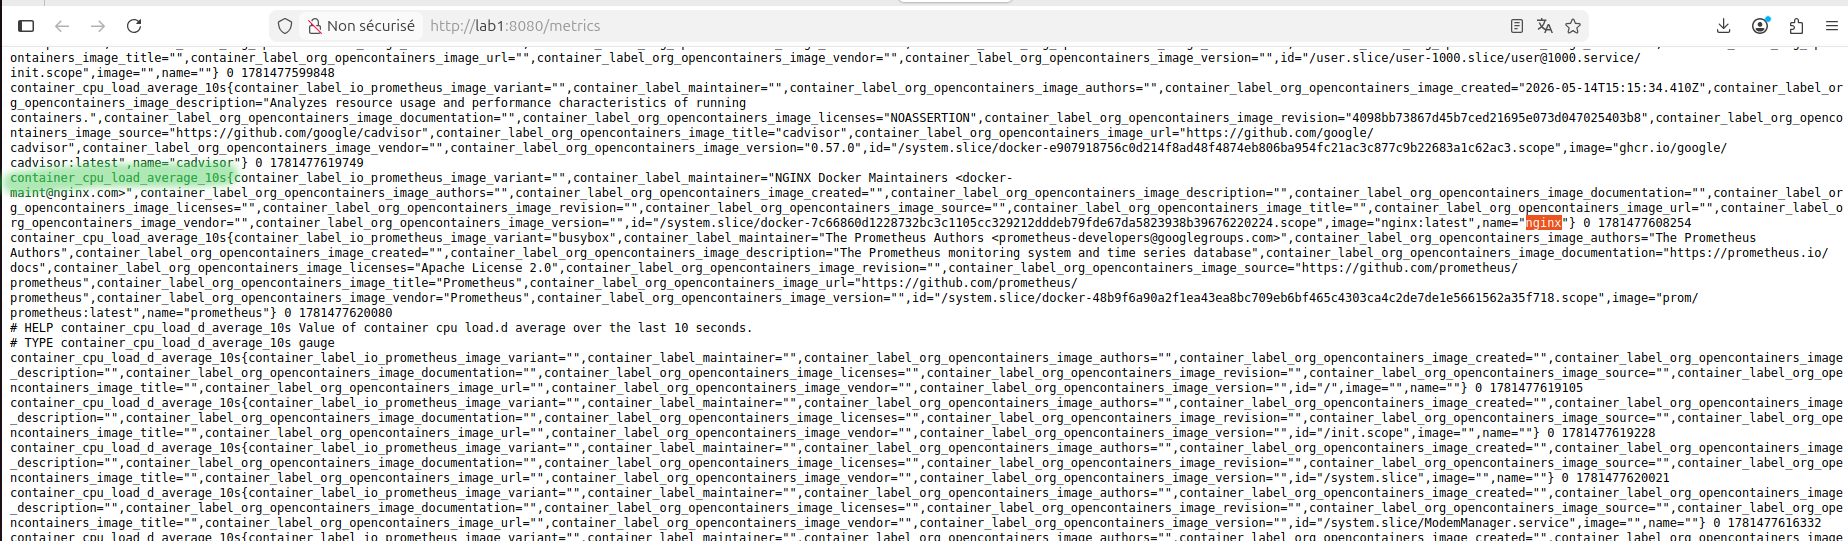 Non sécurisé
http://lab1:8080/metrics
ontainers_image_title="",container_label_org_opencontainers_image_url="",container_label_org_opencontainers_image_vendor="",container_label_org_opencontainers_image_version="",id="/user.slice/user-1000.slice/user@1000.service/
init.scope",image="",name=""} 0 1781477599848
container_cpu_load_average_10s{container_label_io_prometheus_image_variant="",container_label_maintainer="",container_label_org_opencontainers_image_authors="",container_label_org_opencontainers_image_created="2026-05-14T15:15:34.410Z",container_label_or
g_opencontainers_image_description="Analyzes resource usage and performance characteristics of running
containers.",container_label_org_opencontainers_image_documentation="",container_label_org_opencontainers_image_licenses="NOASSERTION",container_label_org_opencontainers_image_revision="4098bb73867d45b7ced21695e073d047025403b8",container_label_org_openco
ntainers_image_source="https://github.com/google/cadvisor",container_label_org_opencontainers_image_title="cadvisor",container_label_org_opencontainers_image_url="https://github.com/google/
cadvisor",container_label_org_opencontainers_image_vendor="",container_label_org_opencontainers_image_version="0.57.0",id="/system.slice/docker-e907918756c0d214f8ad48f4874eb806ba954fc21ac3c877c9b22683a1c62ac3.scope",image="ghcr.io/google/
cadvisor:latest",name="cadvisor"} 0 1781477619749
container_cpu_load_average_10s{container_label_io_prometheus_image_variant="",container_label_maintainer="NGINX Docker Maintainers <docker-
maint@nginx.com>",container_label_org_opencontainers_image_authors="",container_label_org_opencontainers_image_created="",container_label_org_opencontainers_image_description="",container_label_org_opencontainers_image_documentation="",container_label_or
g_opencontainers_image_licenses="",container_label_org_opencontainers_image_revision="",container_label_org_opencontainers_image_source="",container_label_org_opencontainers_image_title="",container_label_org_opencontainers_image_url="",container_label_o
rg_opencontainers_image_vendor="",container_label_org_opencontainers_image_version="",id="/system.slice/docker-7c66860d1228732bc3c1105cc329212dddeb79fde67da5823938b39676220224.scope",image="nginx:latest",name="nginx"} 0 1781477608254
container_cpu_load_average_10s{container_label_io_prometheus_image_variant="busybox",container_label_maintainer="The Prometheus Authors <prometheus-developers@googlegroups.com>",container_label_org_opencontainers_image_authors="The Prometheus
Authors",container_label_org_opencontainers_image_created="",container_label_org_opencontainers_image_description="The Prometheus monitoring system and time series database",container_label_org_opencontainers_image_documentation="https://prometheus.io/
docs",container_label_org_opencontainers_image_licenses="Apache License 2.0",container_label_org_opencontainers_image_revision="",container_label_org_opencontainers_image_source="https://github.com/prometheus/
prometheus",container_label_org_opencontainers_image_title="Prometheus",container_label_org_opencontainers_image_url="https://github.com/prometheus/
prometheus",container_label_org_opencontainers_image_vendor="Prometheus",container_label_org_opencontainers_image_version="",id="/system.slice/docker-48b9f6a90a2f1ea43ea8bc709eb6bf465c4303ca4c2de7de1e5661562a35f718.scope",image="prom/
prometheus:latest",name="prometheus"} 0 1781477620080
# HELP container_cpu_load_d_average_10s Value of container cpu load.d average over the last 10 seconds.
# TYPE container_cpu_load_d_average_10s gauge
container_cpu_load_d_average_10s{container_label_io_prometheus_image_variant="",container_label_maintainer="",container_label_org_opencontainers_image_authors="",container_label_org_opencontainers_image_created="",container_label_org_opencontainers_image
_description="",container_label_org_opencontainers_image_documentation="",container_label_org_opencontainers_image_licenses="",container_label_org_opencontainers_image_revision="",container_label_org_opencontainers_image_source="",container_label_org_ope
ncontainers_image_title="",container_label_org_opencontainers_image_url="",container_label_org_opencontainers_image_vendor="",container_label_org_opencontainers_image_version="",id="/",image="",name=""} 0 1781477619105
container_cpu_load_d_average_10s{container_label_io_prometheus_image_variant="",container_label_maintainer="",container_label_org_opencontainers_image_authors="",container_label_org_opencontainers_image_created="",container_label_org_opencontainers_image
_description="",container_label_org_opencontainers_image_documentation="",container_label_org_opencontainers_image_licenses="",container_label_org_opencontainers_image_revision="",container_label_org_opencontainers_image_source="",container_label_org_ope
ncontainers_image_title="",container_label_org_opencontainers_image_url="",container_label_org_opencontainers_image_vendor="",container_label_org_opencontainers_image_version="",id="/init.scope",image="",name=""} 0 1781477619228
container_cpu_load_d_average_10s{container_label_io_prometheus_image_variant="",container_label_maintainer="",container_label_org_opencontainers_image_authors="",container_label_org_opencontainers_image_created="",container_label_org_opencontainers_image
_description="",container_label_org_opencontainers_image_documentation="",container_label_org_opencontainers_image_licenses="",container_label_org_opencontainers_image_revision="",container_label_org_opencontainers_image_source="",container_label_org_ope
ncontainers_image_title="",container_label_org_opencontainers_image_url="",container_label_org_opencontainers_image_vendor="",container_label_org_opencontainers_image_version="",id="/system.slice",image="",name=""} 0 1781477620021
container_cpu_load_d_average_10s{container_label_io_prometheus_image_variant="",container_label_maintainer="",container_label_org_opencontainers_image_authors="",container_label_org_opencontainers_image_created="",container_label_org_opencontainers_image
_description="",container_label_org_opencontainers_image_documentation="",container_label_org_opencontainers_image_licenses="",container_label_org_opencontainers_image_revision="",container_label_org_opencontainers_image_source="",container_label_org_ope
ncontainers_image_title="",container_label_org_opencontainers_image_url="",container_label_org_opencontainers_image_vendor="",container_label_org_opencontainers_image_version="",id="/system.slice/ModemManager.service",image="",name=""} 0 1781477616332
container_cpu_load_d_average_10s{container_label_io_prometheus_image_variant="",container_label_maintainer="",container_label_org_opencontainers_image_authors="",container_label_org_opencontainers_image_created="",container_label_org_opencontainers_image